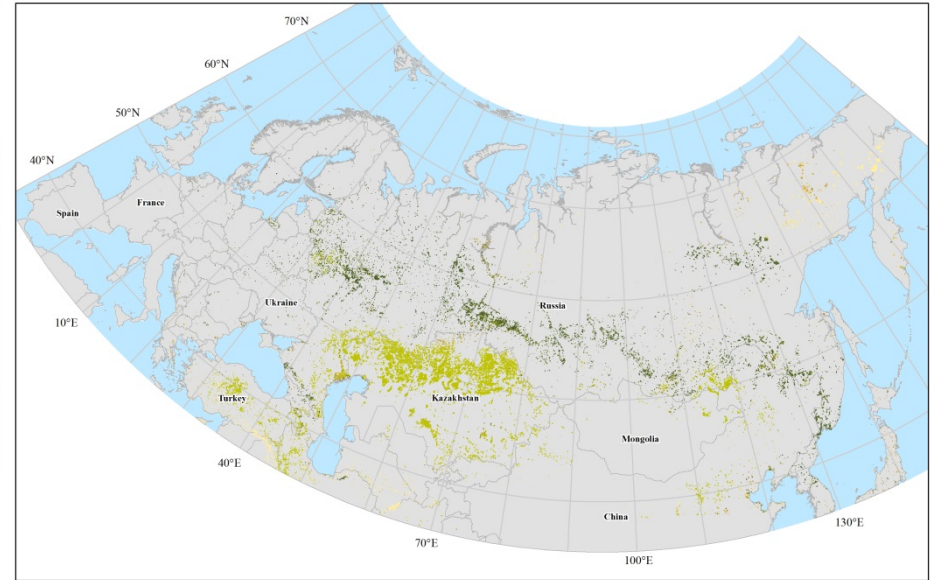 70°N
60°N
50°N
40°N
Spain
France
Ukraine
Russia
10°E
Turkey
Kazakhstan
Mongolia
40°E
China
70°E
130°E
100°E